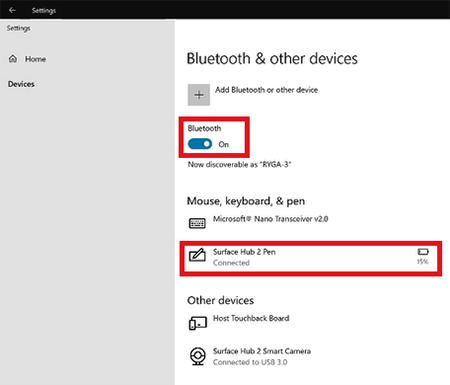 Settings
Settings
Home
Devices
Bluetooth & other devices
Add Bluetooth or other device
Bluetooth
On
Now discoverable as "RYGA-3"
Mouse, keyboard, & pen
Microsoft® Nano Transceiver v2.0
Surface Hub 2 Pen
Connected
15%
Other devices
Host Touchback Board
Surface Hub 2 Smart Camera
Connected to USB 3.0